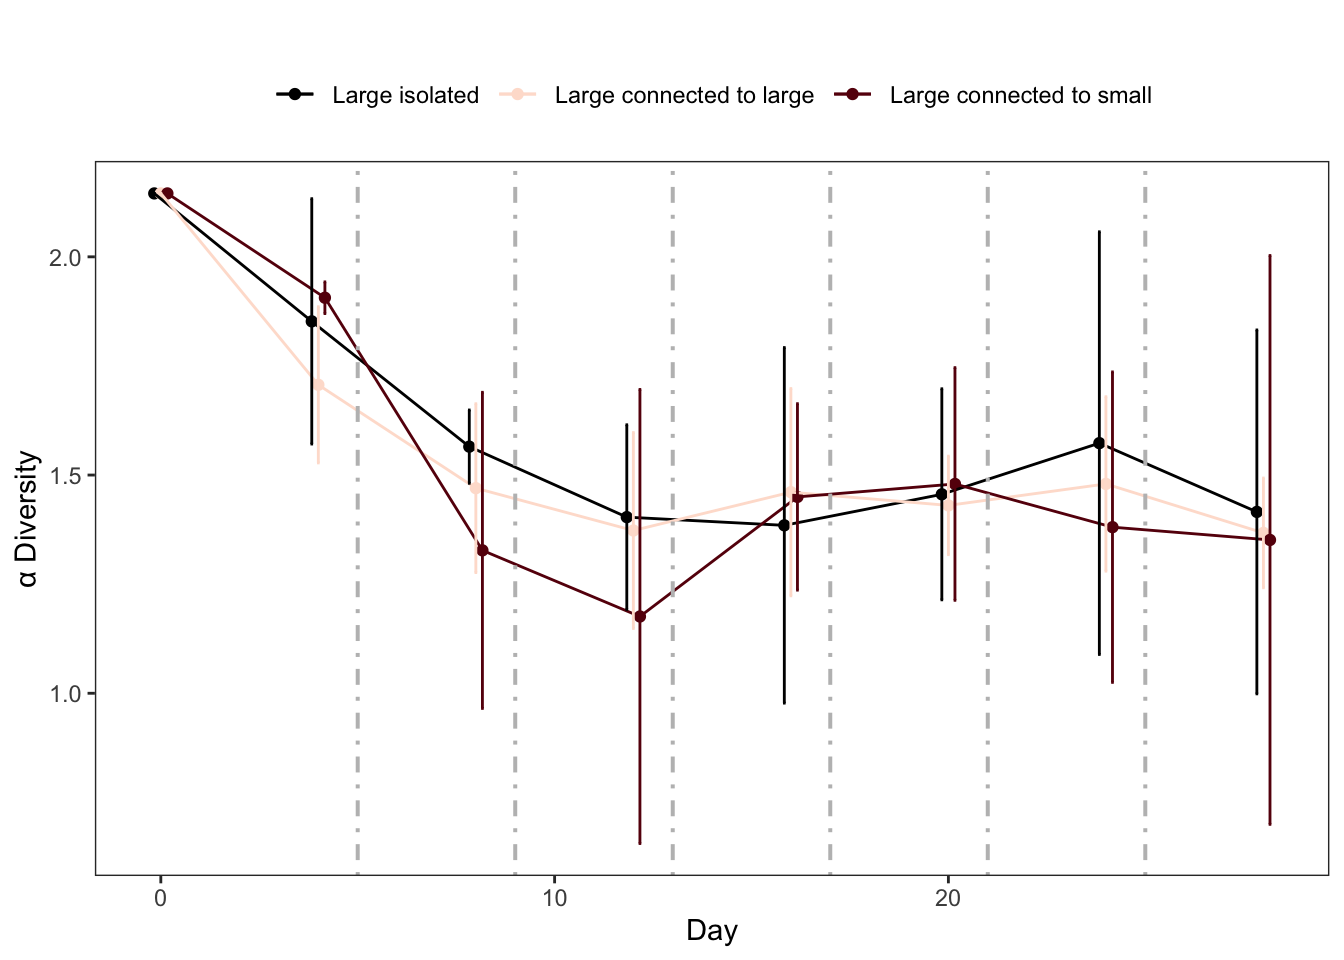 Large isolated Large connected to large Large connected to small
2.0
1.5
1.0
α Diversity
0 10 20
Day